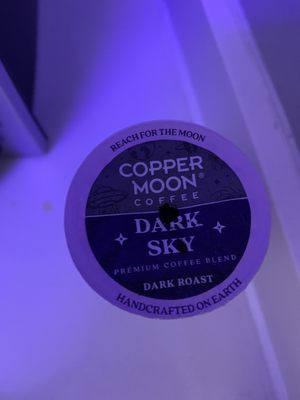 REACH FOR THE MOON
COPPER
MOON®
COFFEE
DARK
SKY
PREMIUM COFFEE BLEND
DARK ROAST
HANDCRAFTED ON EARTH